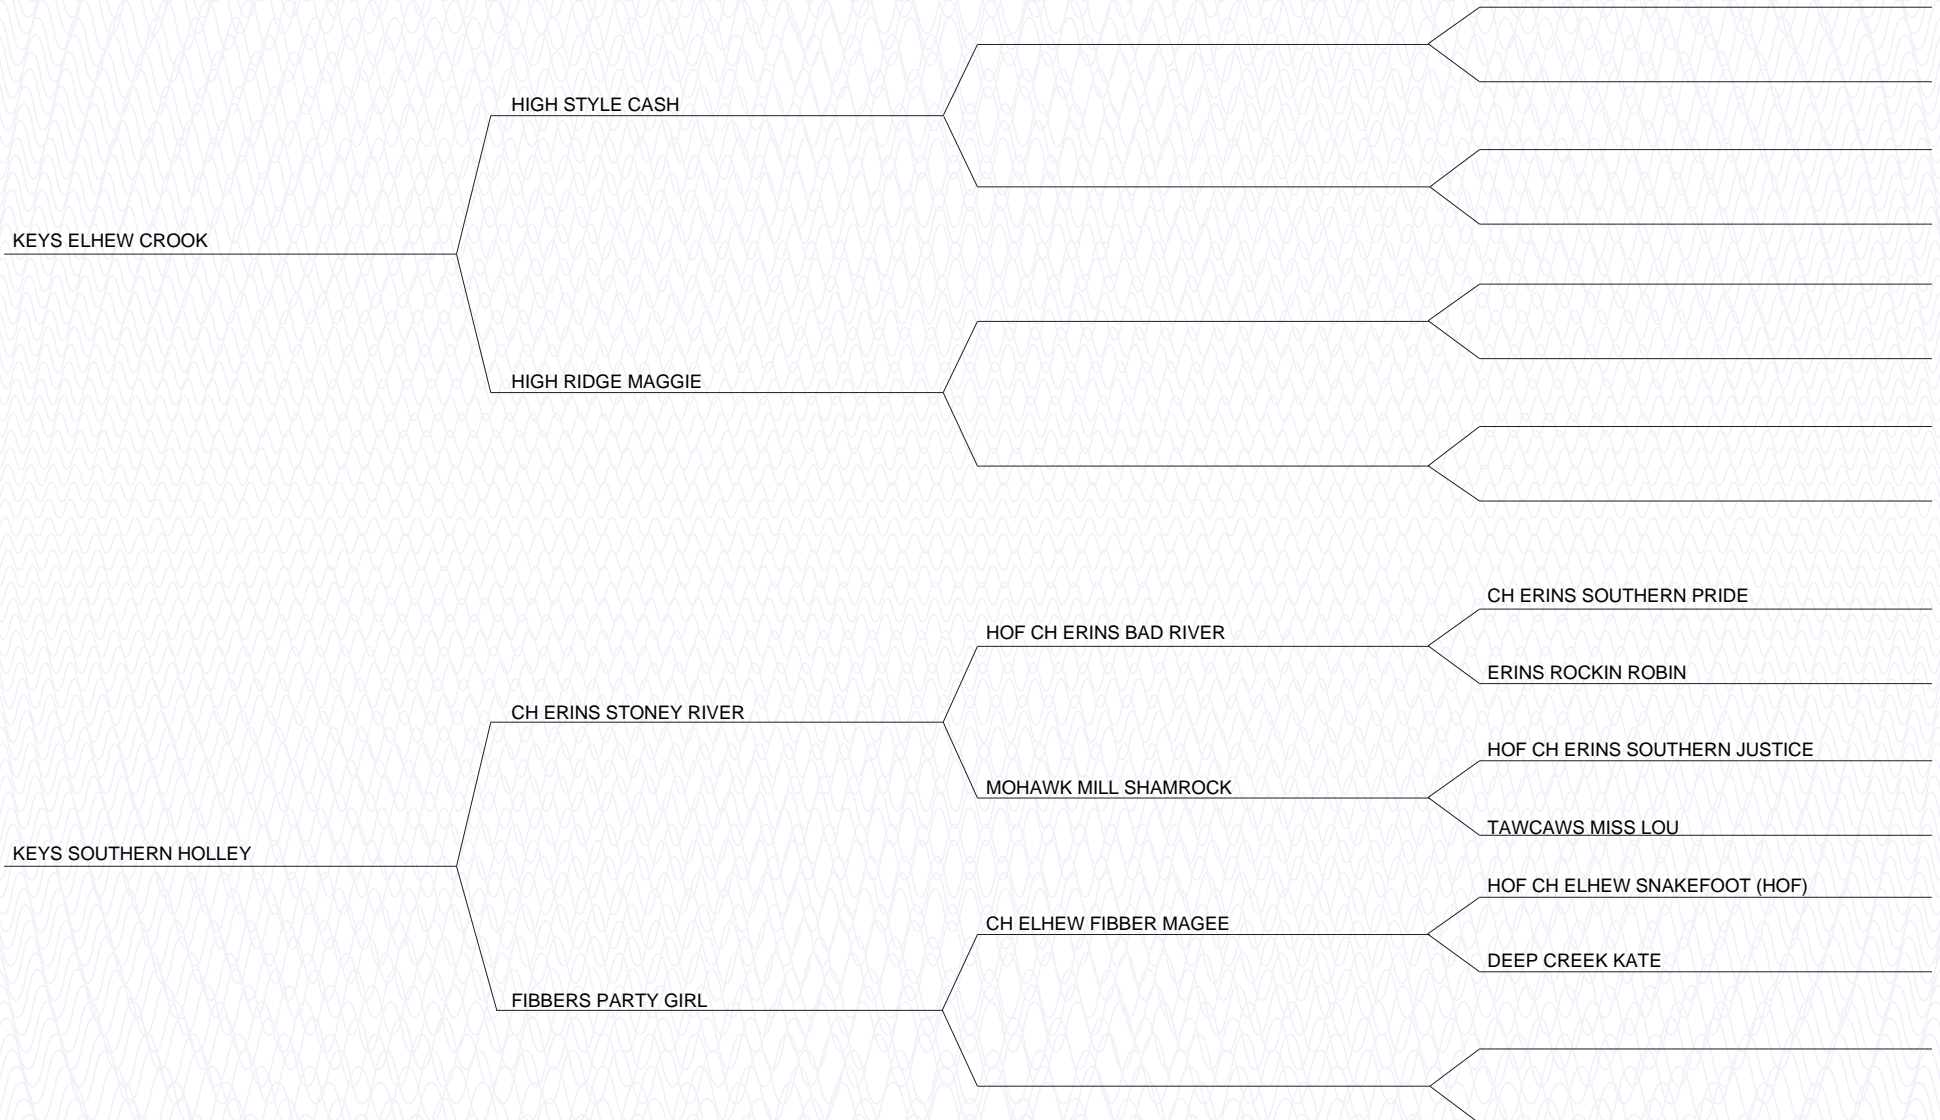 HIGH STYLE CASH
KEYS ELHEW CROOK
HIGH RIDGE MAGGIE
CH ERINS SOUTHERN PRIDE
HOF CH ERINS BAD RIVER
ERINS ROCKIN ROBIN
CH ERINS STONEY RIVER
HOF CH ERINS SOUTHERN JUSTICE
MOHAWK MILL SHAMROCK
TAWCAWS MISS LOU
KEYS SOUTHERN HOLLEY
HOF CH ELHEW SNAKEFOOT (HOF)
CH ELHEW FIBBER MAGEE
DEEP CREEK KATE
FIBBERS PARTY GIRL